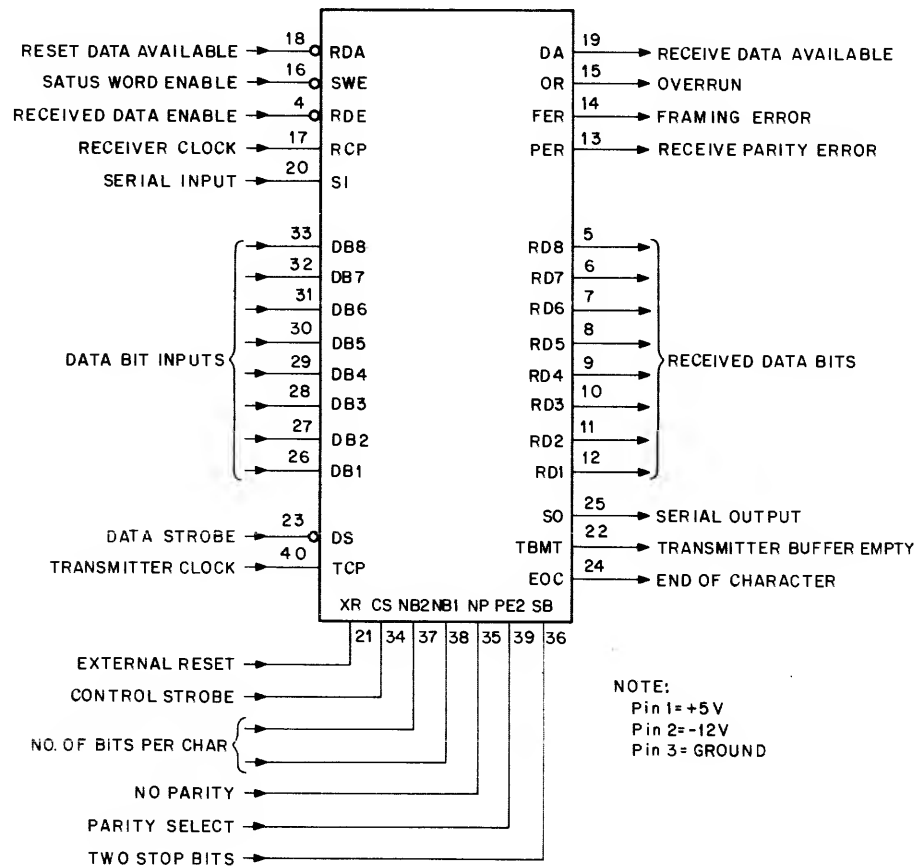 RESET DATA AVAILABLE 18 RDA DA 19 RECEIVE DATA AVAILABLE
SATUS WORD ENABLE 16 SWE OR 15 OVERRUN
RECEIVED DATA ENABLE 4 RDE FER 14 FRAMING ERROR
RECEIVER CLOCK 17 RCP PER 13 RECEIVE PARITY ERROR
SERIAL INPUT 20 SI
33 DB8 RD8 5
32 DB7 RD7 6
31 DB6 RD6 7
30 DB5 RD5 8
DATA BIT INPUTS RECEIVED DATA BITS
29 DB4 RD4 9
28 DB3 RD3 10
27 DB2 RD2 11
26 DB1 RD1 12
SO 25 SERIAL OUTPUT
DATA STROBE 23 DS TBMT 22 TRANSMITTER BUFFER EMPTY
TRANSMITTER CLOCK 40 TCP EOC 24 END OF CHARACTER
XR CS NB2 NB1 NP PE2 SB
21 34 37 38 35 39 36
EXTERNAL RESET
CONTROL STROBE
NO. OF BITS PER CHAR
NO PARITY
PARITY SELECT
TWO STOP BITS
NOTE:
Pin 1=+5V
Pin 2=-12V
Pin 3= GROUND